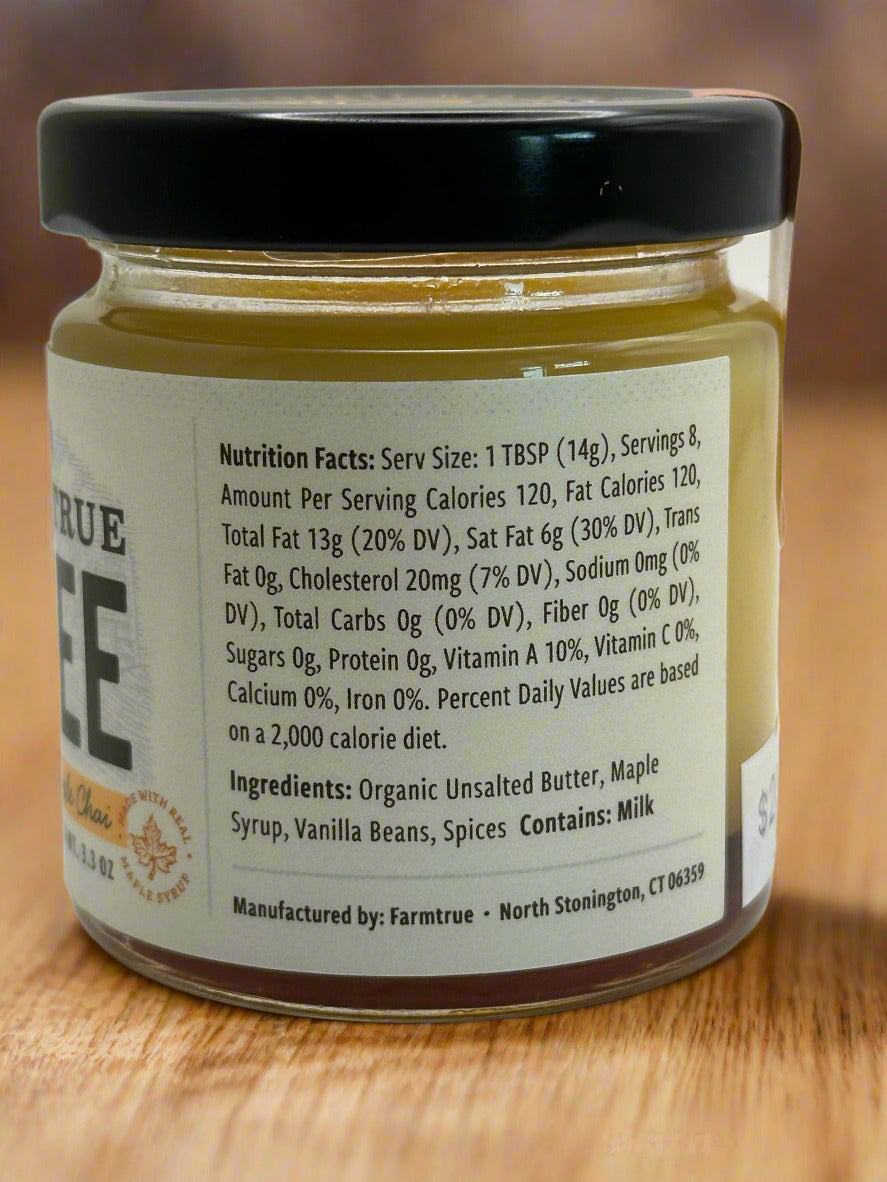 TRUE
EE
Chai
3.3 OZ
MADE WITH REAL
MAPLE SYRUP
Nutrition Facts: Serv Size: 1 TBSP (14g), Servings 8,
Amount Per Serving Calories 120, Fat Calories 120,
Total Fat 13g (20% DV), Sat Fat 6g (30% DV), Trans
Fat 0g, Cholesterol 20mg (7% DV), Sodium 0mg (0%
DV), Total Carbs 0g (0% DV), Fiber 0g (0% DV),
Sugars 0g, Protein 0g, Vitamin A 10%, Vitamin C 0%,
Calcium 0%, Iron 0%. Percent Daily Values are based
on a 2,000 calorie diet.
Ingredients: Organic Unsalted Butter, Maple
Syrup, Vanilla Beans, Spices Contains: Milk
Manufactured by: Farmtrue • North Stonington, CT 06359